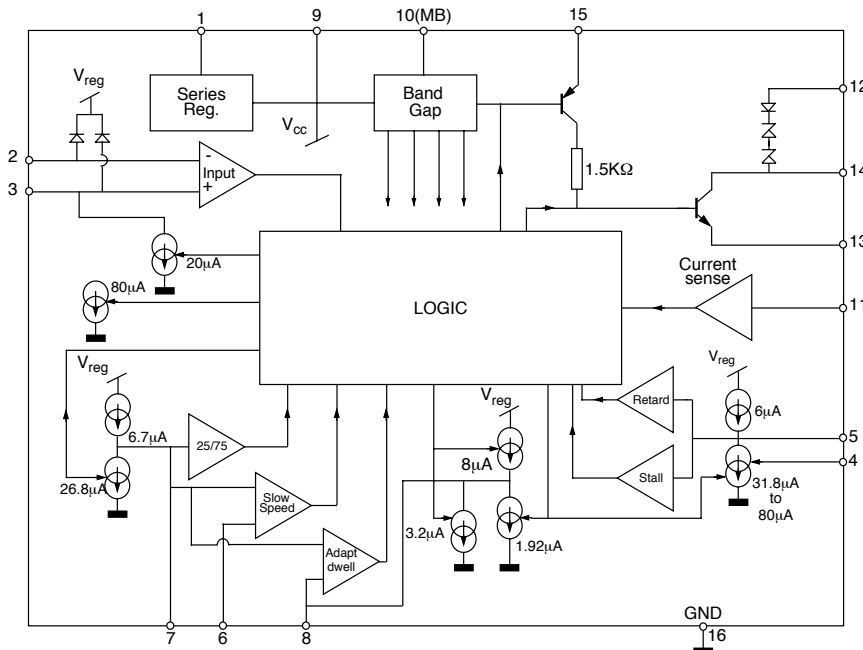 1
9
10(MB)
15
12
Vreg
Series
Reg.
Vcc
Band
Gap
1.5KΩ
2
3
-
Input
+
14
13
20µA
80µA
LOGIC
Current
sense
11
Vreg
6.7µA
26.8µA
25/75
Slow
Speed
Adapt
dwell
Vreg
8µA
3.2µA
1.92µA
Retard
Stall
Vreg
6µA
5
4
31.8µA
to
80µA
7
6
8
GND
16